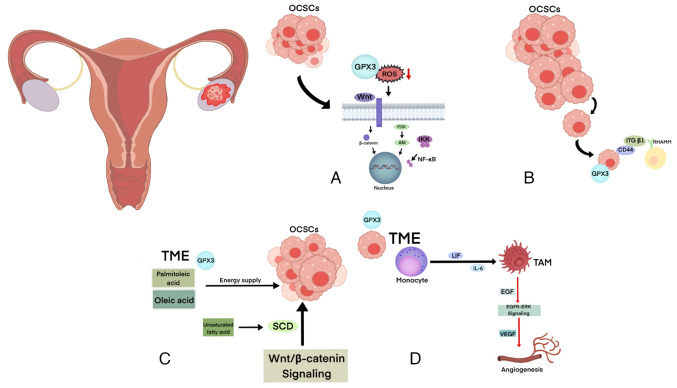 OCSCs
GPX3
ROS
Wnt
β-catenin
PI3K
Akt
IKK
NF-κB
Nucleus
A
OCSCs
ITG β1
RHAMM
CD44
GPX3
B
TME
GPX3
Palmitoleic
acid
Oleic acid
Energy supply
OCSCs
Unsaturated
fatty acid
SCD
Wnt/β-catenin
Signaling
C
GPX3
TME
Monocyte
LIF
IL-6
TAM
EGF
EGFR-ERK
Signaling
VEGF
Angiogenesis
D